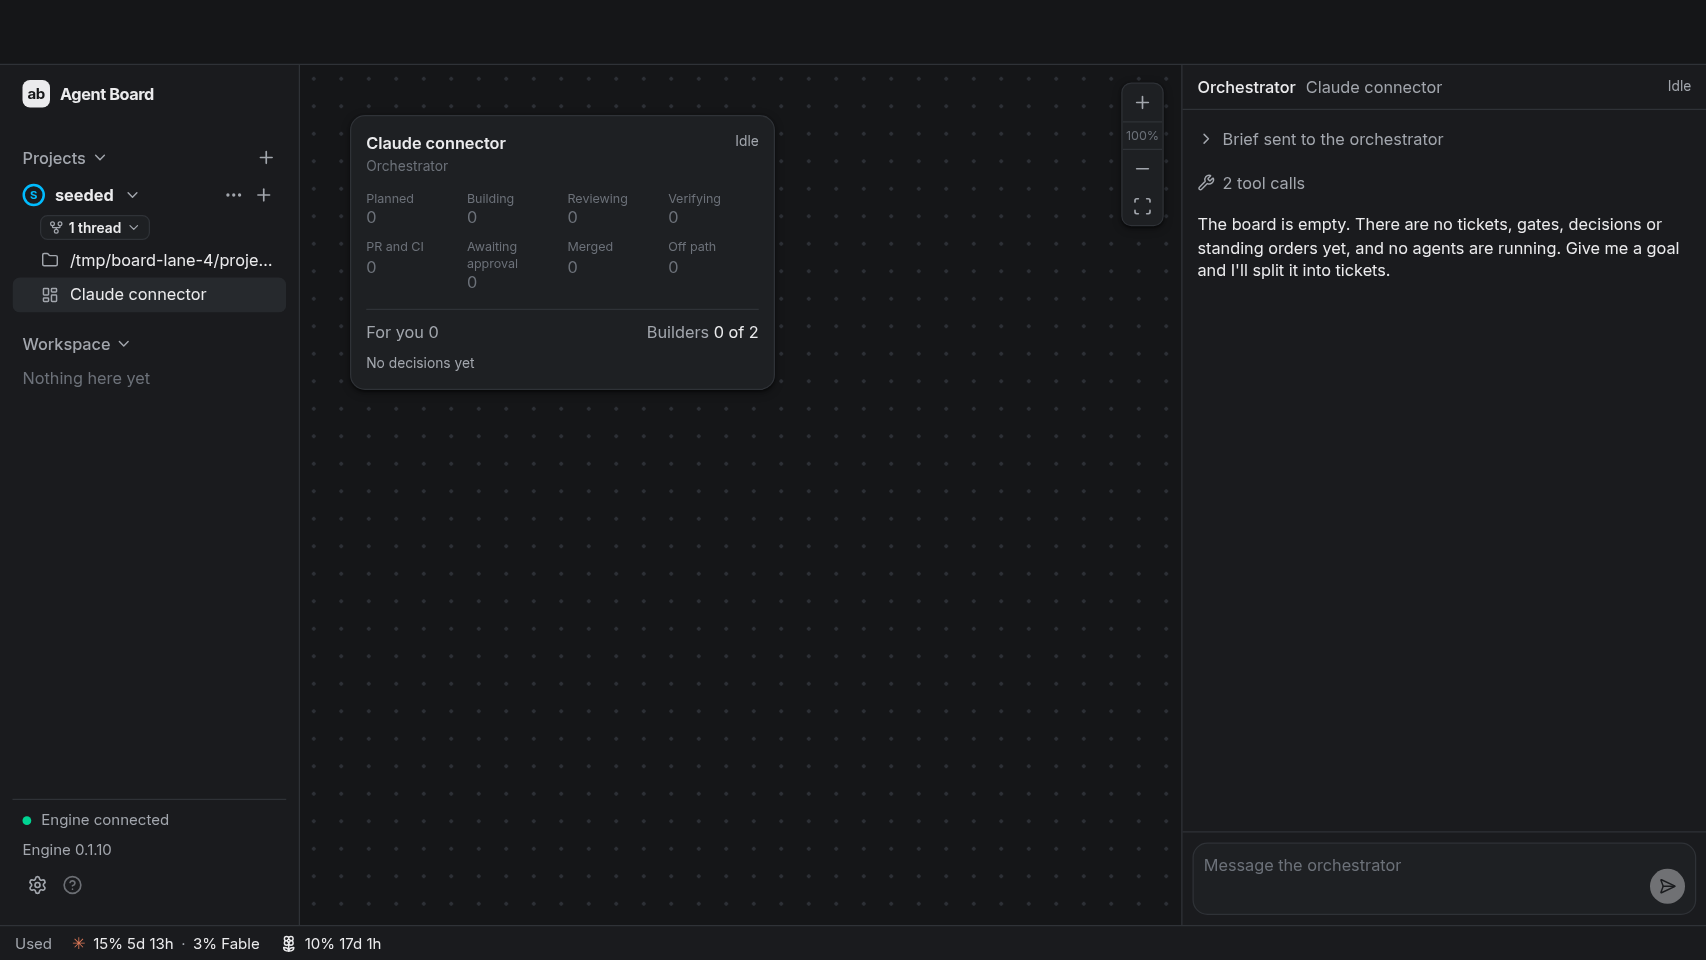 ab Agent Board
Projects
S seeded
1 thread
/tmp/board-lane-4/proje...
Claude connector
Workspace
Nothing here yet
Engine connected
Engine 0.1.10
Claude connector
Idle
Orchestrator
Planned
0
Building
0
Reviewing
0
Verifying
0
PR and CI
0
Awaiting
approval
0
Merged
0
Off path
0
For you 0
Builders 0 of 2
No decisions yet
100%
Orchestrator Claude connector
Idle
Brief sent to the orchestrator
2 tool calls
The board is empty. There are no tickets, gates, decisions or
standing orders yet, and no agents are running. Give me a goal
and I'll split it into tickets.
Message the orchestrator
Used 15% 5d 13h · 3% Fable 10% 17d 1h